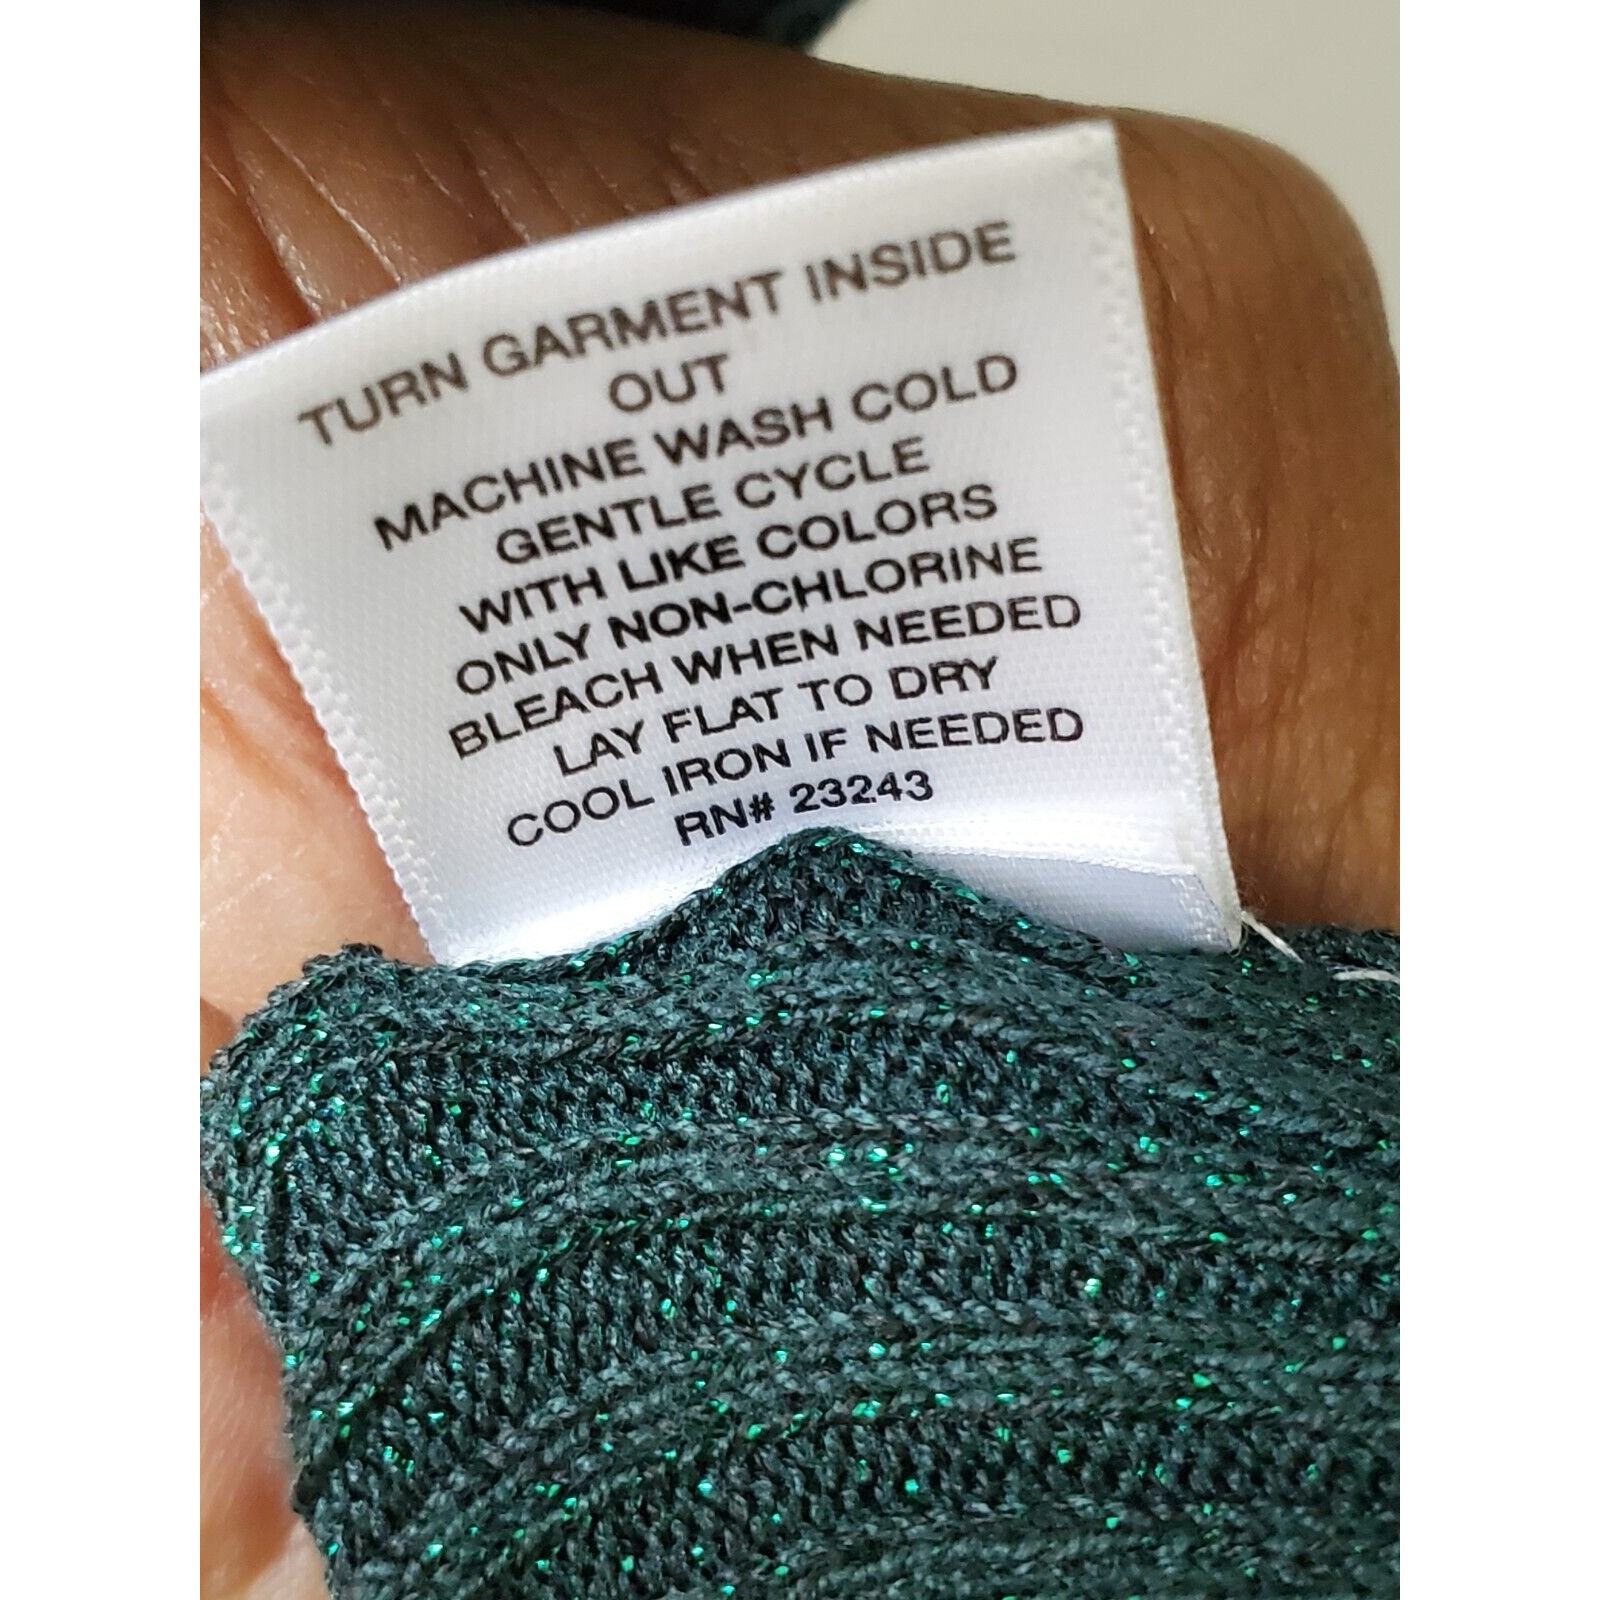 TURN GARMENT INSIDE
OUT
MACHINE WASH COLD
GENTLE CYCLE
WITH LIKE COLORS
ONLY NON-CHLORINE
BLEACH WHEN NEEDED
LAY FLAT TO DRY
COOL IRON IF NEEDED
RN# 23243